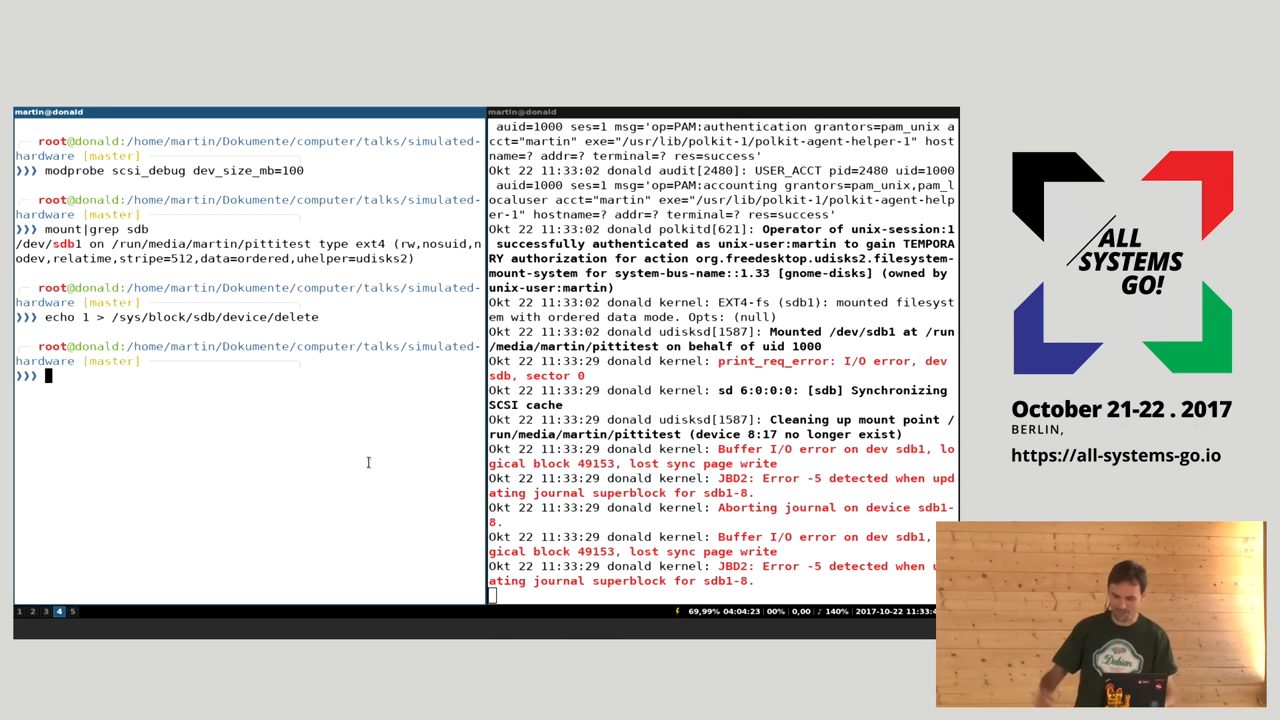 martin@donald
root@donald:/home/martin/Dokumente/computer/talks/simulated-
hardware [master]
❯❯❯ modprobe scsi_debug dev_size_mb=100
root@donald:/home/martin/Dokumente/computer/talks/simulated-
hardware [master]
❯❯❯ mount|grep sdb
/dev/sdb1 on /run/media/martin/pittitest type ext4 (rw,nosuid,n
odev,relatime,stripe=512,data=ordered,uhelper=udisks2)
root@donald:/home/martin/Dokumente/computer/talks/simulated-
hardware [master]
❯❯❯ echo 1 > /sys/block/sdb/device/delete
root@donald:/home/martin/Dokumente/computer/talks/simulated-
hardware [master]
❯❯❯
martin@donald
auid=1000 ses=1 msg='op=PAM:authentication grantors=pam_unix a
cct="martin" exe="/usr/lib/polkit-1/polkit-agent-helper-1" host
name=? addr=? terminal=? res=success'
Okt 22 11:33:02 donald audit[2480]: USER_ACCT pid=2480 uid=1000
auid=1000 ses=1 msg='op=PAM:accounting grantors=pam_unix,pam_l
ocaluser acct="martin" exe="/usr/lib/polkit-1/polkit-agent-help
er-1" hostname=? addr=? terminal=? res=success'
Okt 22 11:33:02 donald polkitd[621]: Operator of unix-session:1
successfully authenticated as unix-user:martin to gain TEMPORA
RY authorization for action org.freedesktop.udisks2.filesystem-
mount-system for system-bus-name::1.33 [gnome-disks] (owned by
unix-user:martin)
Okt 22 11:33:02 donald kernel: EXT4-fs (sdb1): mounted filesyst
em with ordered data mode. Opts: (null)
Okt 22 11:33:02 donald udisksd[1587]: Mounted /dev/sdb1 at /run
/media/martin/pittitest on behalf of uid 1000
Okt 22 11:33:29 donald kernel: print_req_error: I/O error, dev
sdb, sector 0
Okt 22 11:33:29 donald kernel: sd 6:0:0:0: [sdb] Synchronizing
SCSI cache
Okt 22 11:33:29 donald udisksd[1587]: Cleaning up mount point /
run/media/martin/pittitest (device 8:17 no longer exist)
Okt 22 11:33:29 donald kernel: Buffer I/O error on dev sdb1, lo
gical block 49153, lost sync page write
Okt 22 11:33:29 donald kernel: JBD2: Error -5 detected when upd
ating journal superblock for sdb1-8.
Okt 22 11:33:29 donald kernel: Aborting journal on device sdb1-
8.
Okt 22 11:33:29 donald kernel: Buffer I/O error on dev sdb1,
gical block 49153, lost sync page write
Okt 22 11:33:29 donald kernel: JBD2: Error -5 detected when
ating journal superblock for sdb1-8.
1 2 3 4 5
69,99% 04:04:23 00% 0,00 ♪ 140% 2017-10-22 11:33:4
ALL
SYSTEMS
GO!
October 21-22 . 2017
BERLIN,
https://all-systems-go.io
Debian